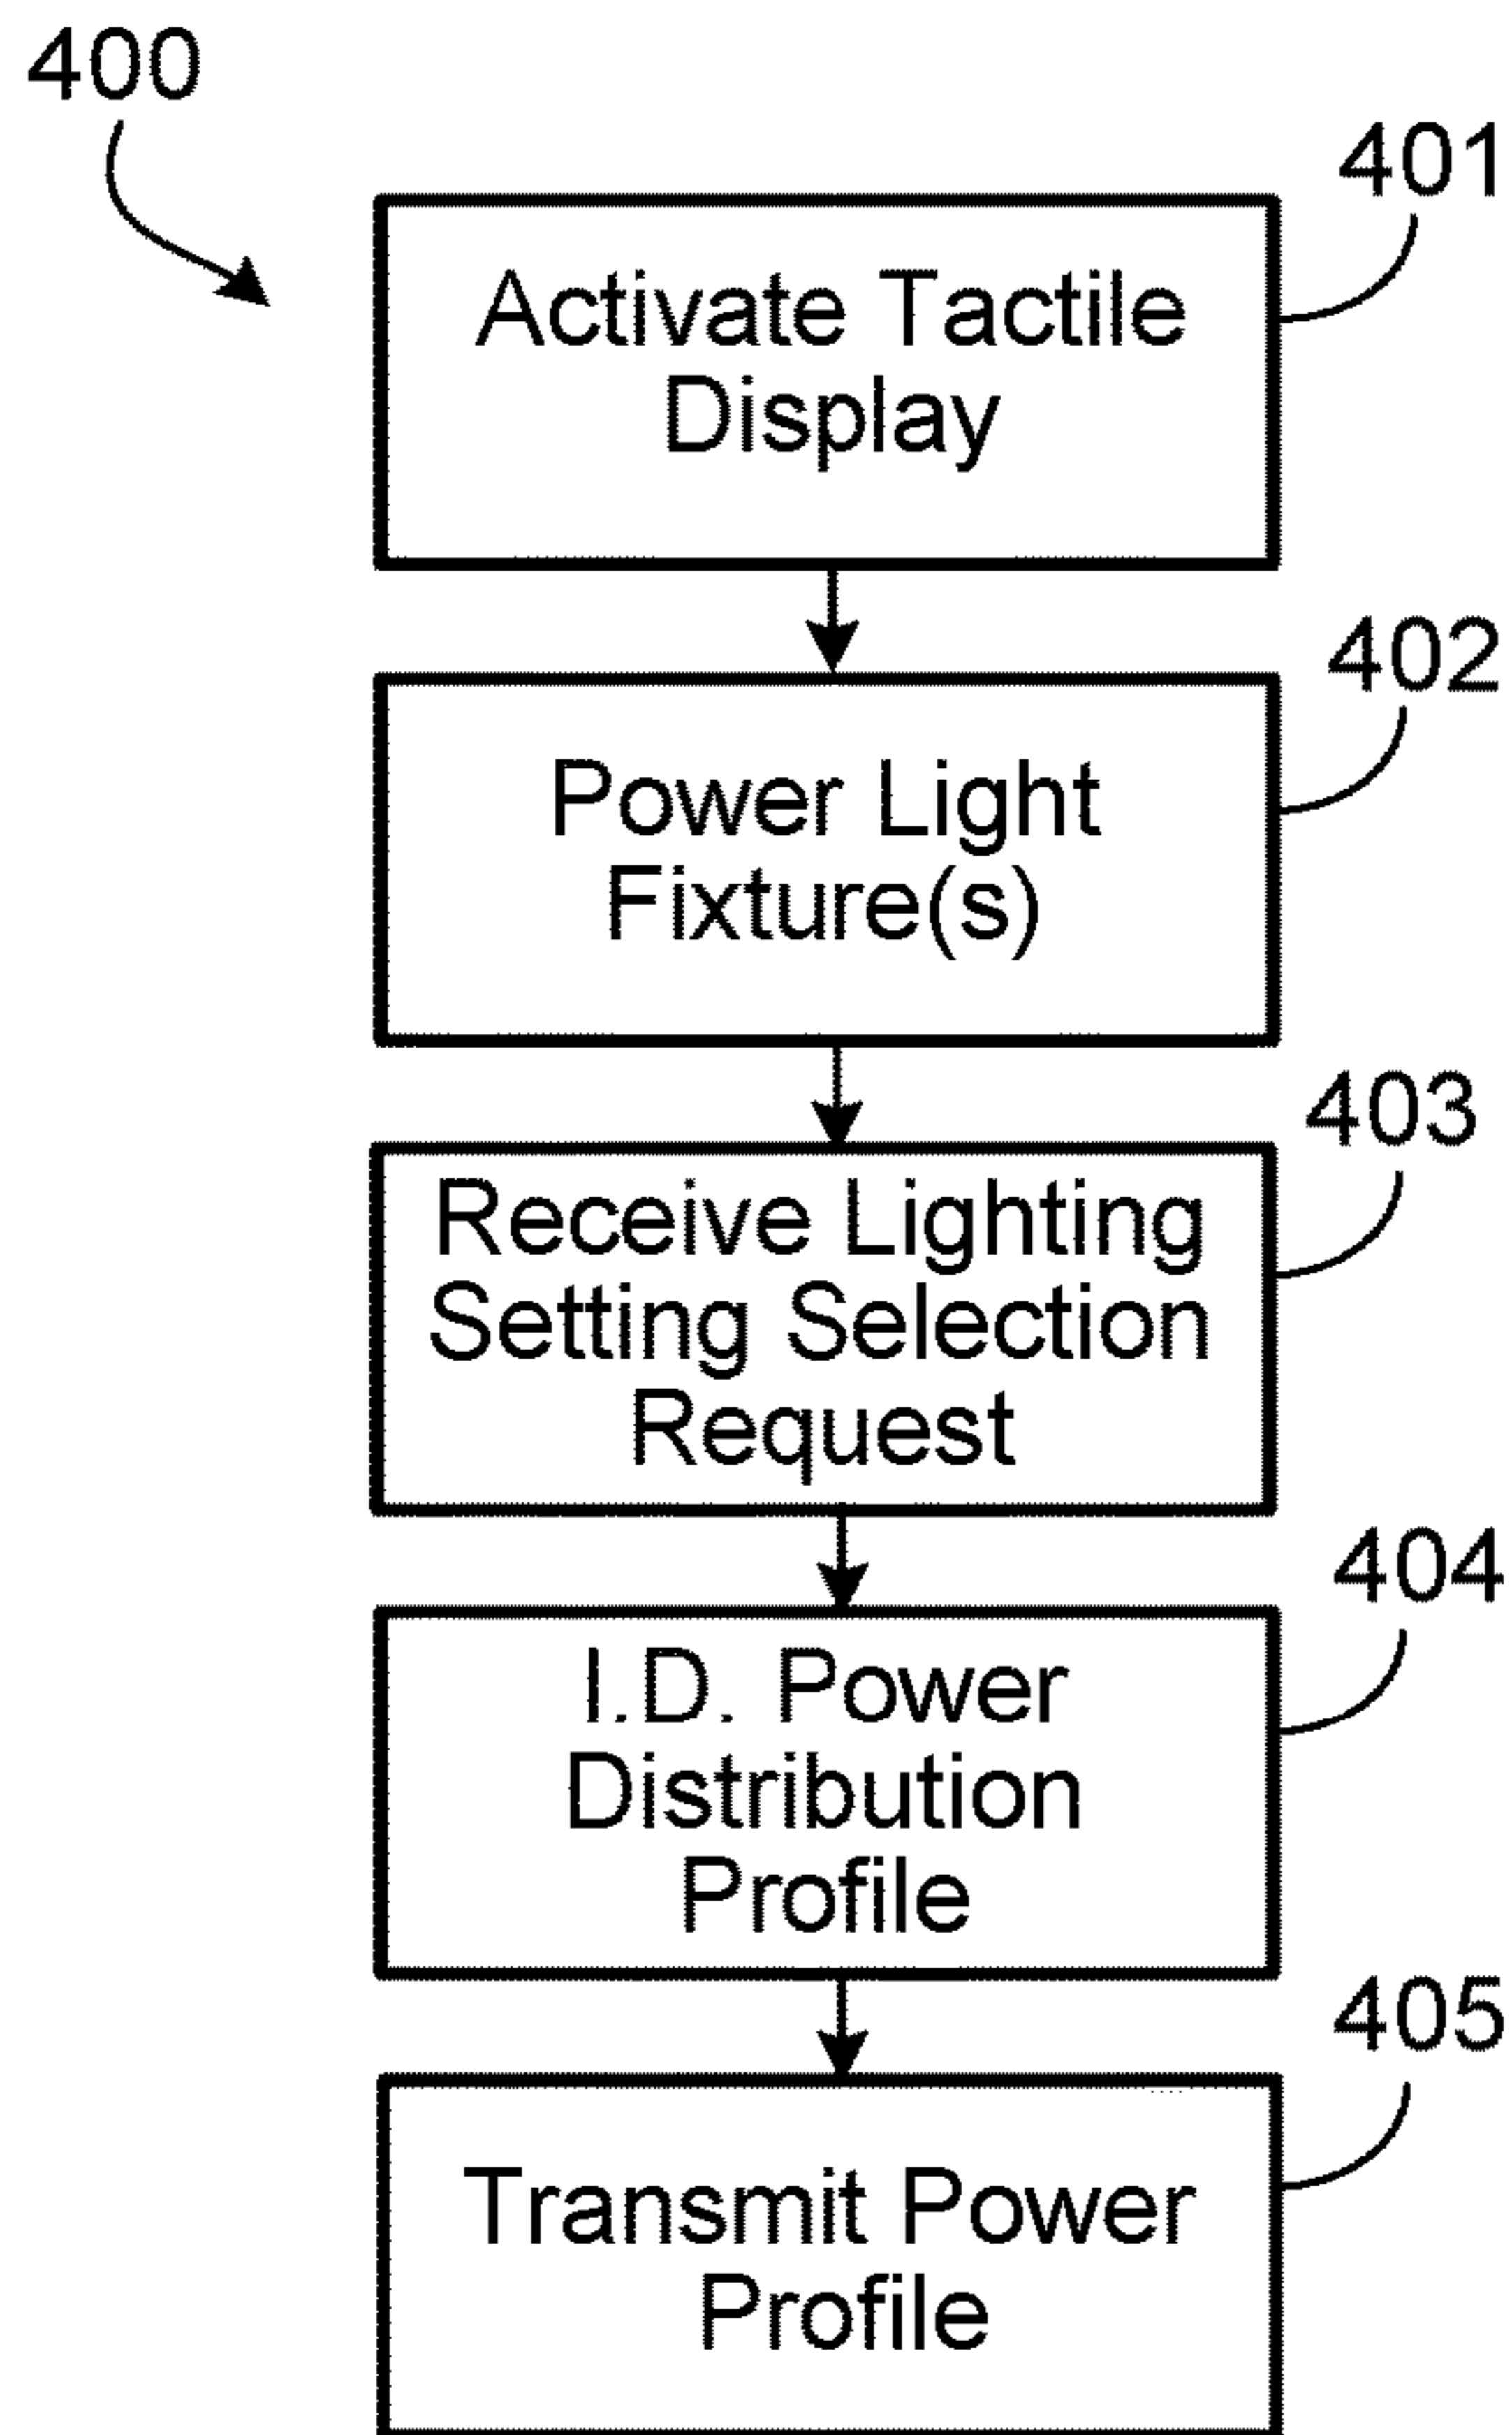 400
401
Activate Tactile
Display
402
Power Light
Fixture(s)
403
Receive Lighting
Setting Selection
Request
404
I.D. Power
Distribution
Profile
405
Transmit Power
Profile